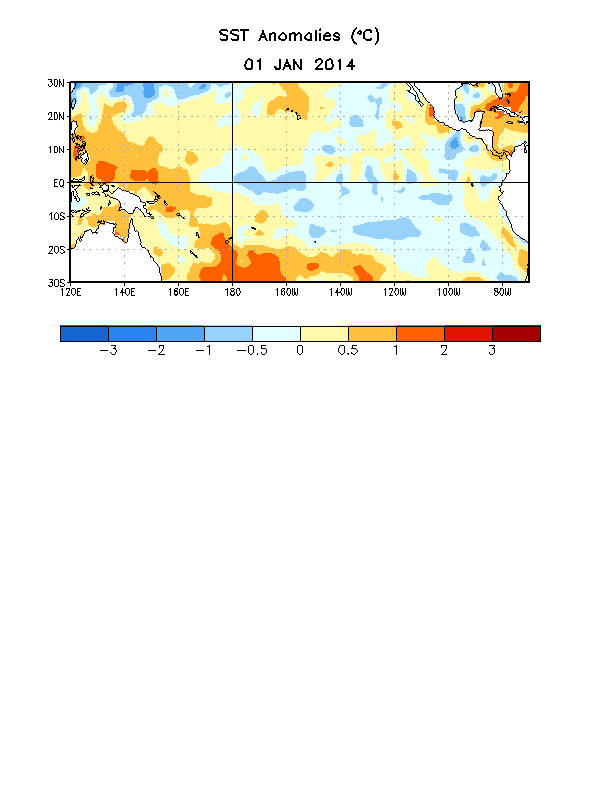 SST Anomalies (°C)
01 JAN 2014
30N
20N
10N
EQ
10S
20S
30S
120E 140E 160E 180 160W 140W 120W 100W 80W
-3 -2 -1 -0.5 0 0.5 1 2 3